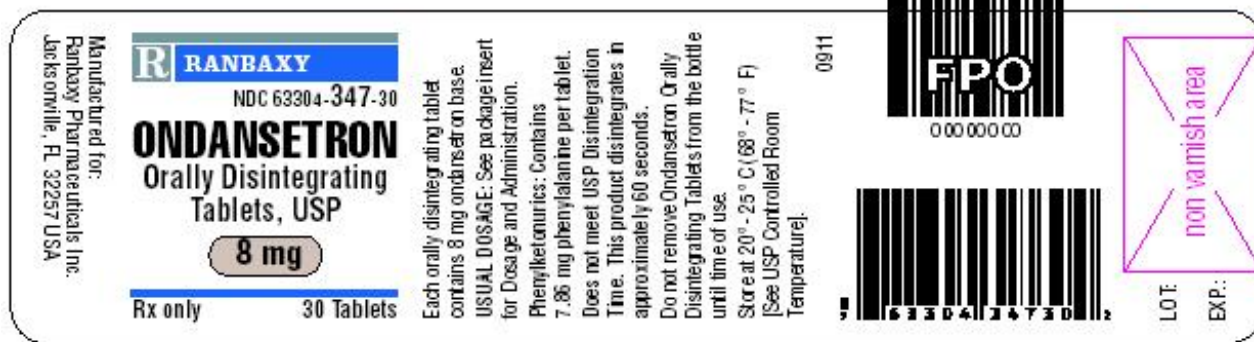 Manufactured for:
Ranbaxy Pharmaceuticals Inc.
Jacksonville, FL 32257 USA
R RANBAXY
NDC 63304-347-30
ONDANSETRON
Orally Disintegrating
Tablets, USP
8 mg
Rx only 30 Tablets
Each orally disintegrating tablet
contains 8 mg ondansetron base.
USUAL DOSAGE: See package insert
for Dosage and Administration.
Phenylketonurics: Contains
7.86 mg phenylalanine per tablet.
Does not meet USP Disintegration
Time. This product disintegrates in
approximately 60 seconds.
Do not remove Ondansetron Orally
Disintegrating Tablets from the bottle
until time of use.
Store at 20° - 25° C (68° - 77° F)
[See USP Controlled Room
Temperature].
0911
FPO
00000000
63304 34730 2
non varnish area
LOT:
EXP.: